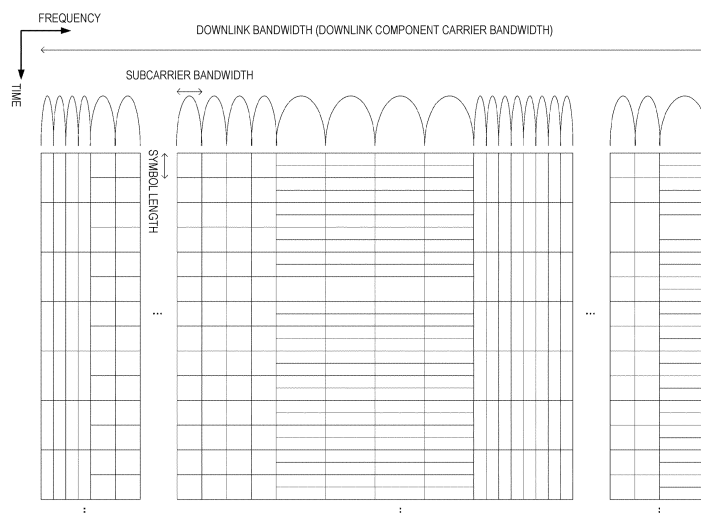 FREQUENCY
DOWNLINK BANDWIDTH (DOWNLINK COMPONENT CARRIER BANDWIDTH)
TIME
SUBCARRIER BANDWIDTH
SYMBOL LENGTH
...
...
...
...
...